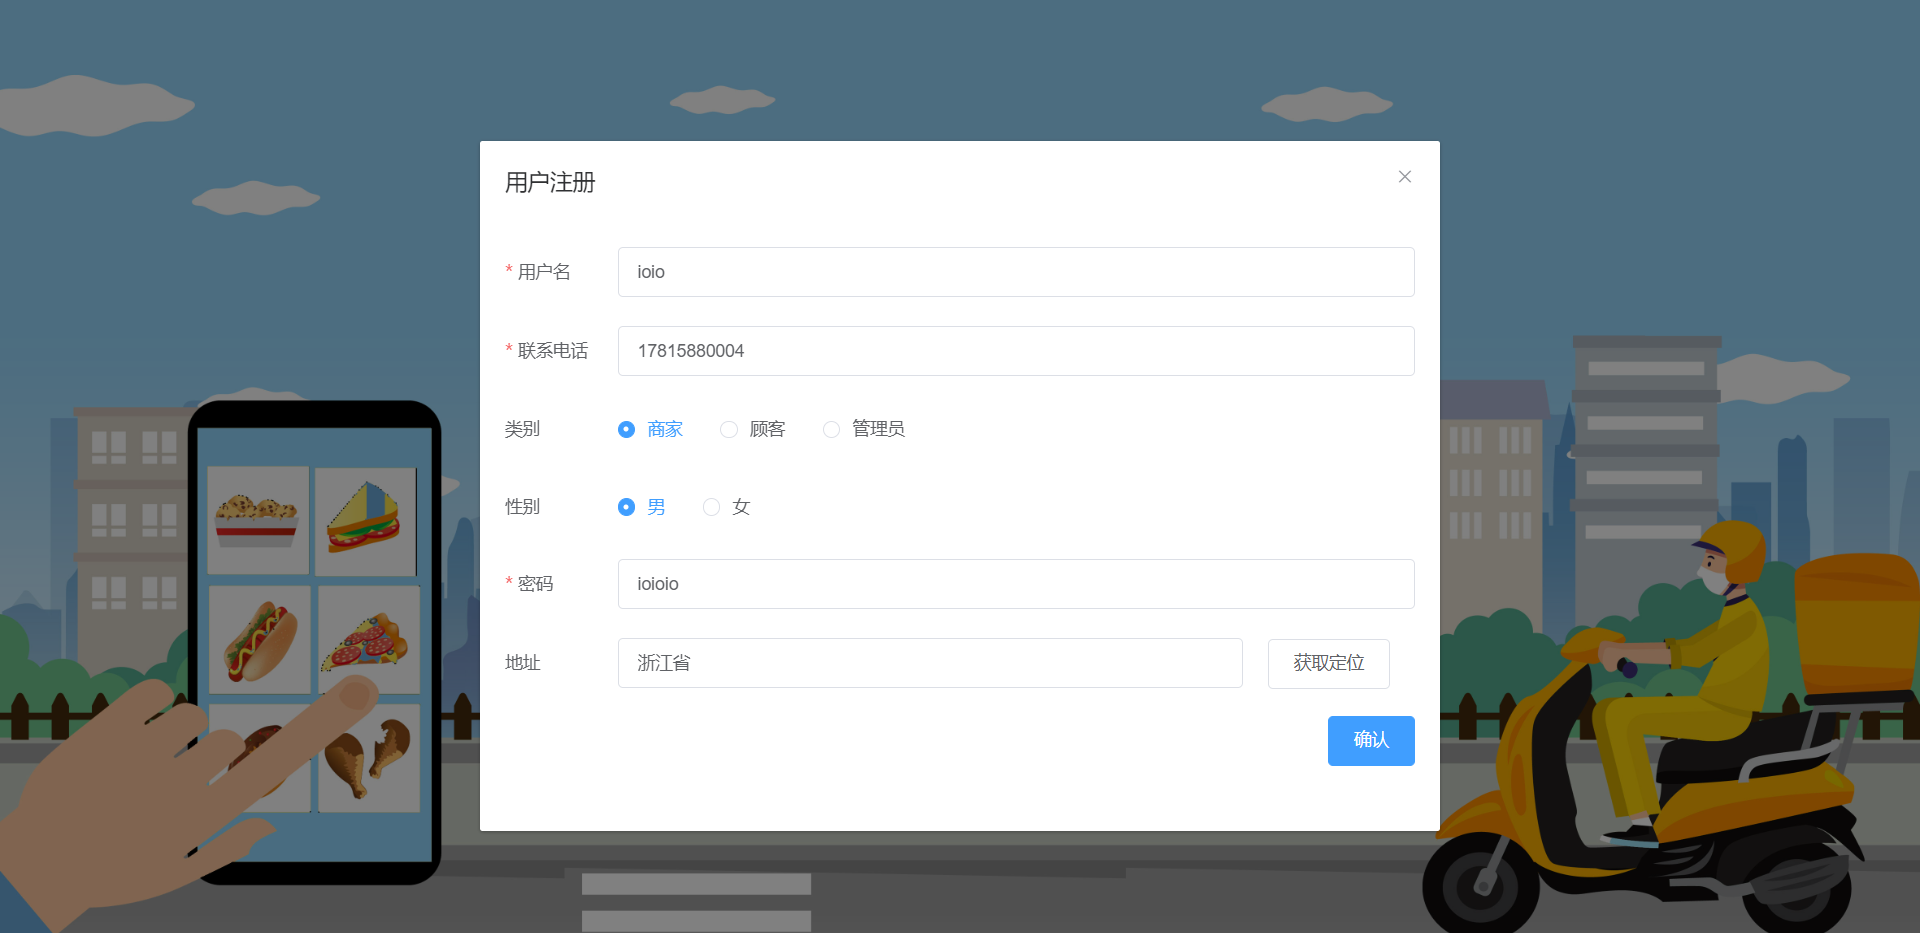 用户注册
* 用户名 ioio
* 联系电话 17815880004
类别 商家 顾客 管理员
性别 男 女
* 密码 ioioio
地址 浙江省 获取定位
确认